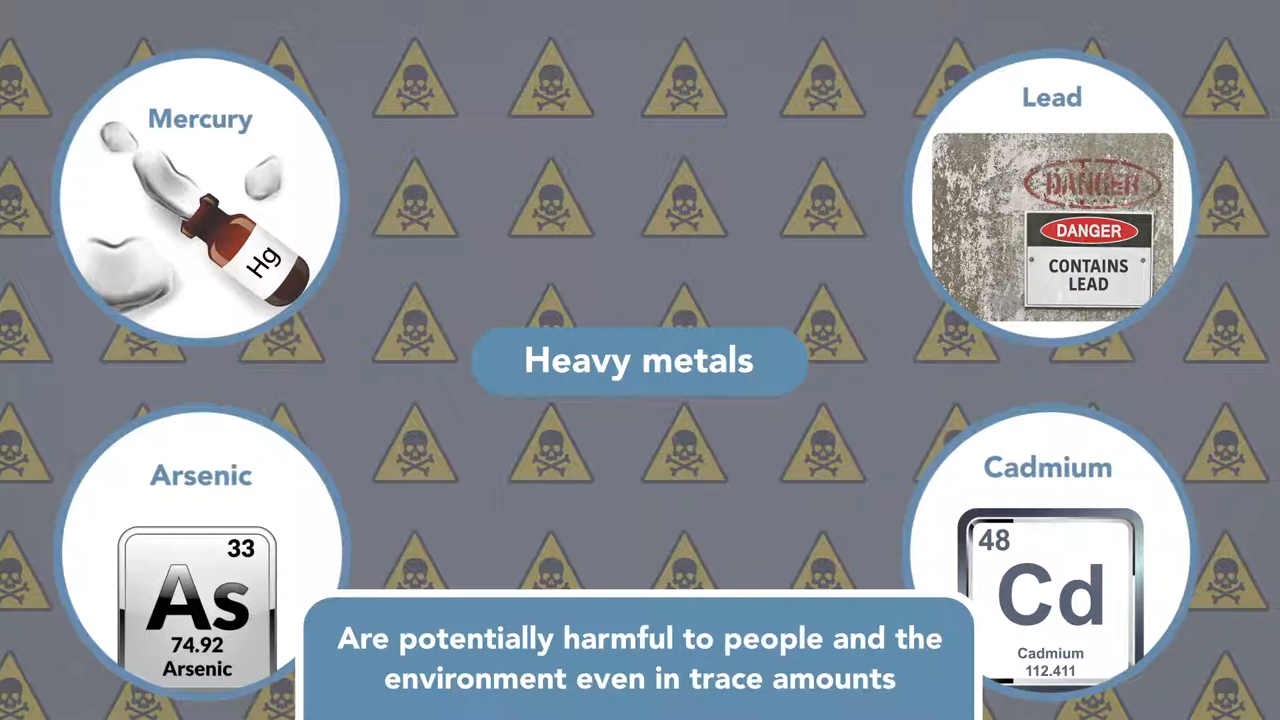 Mercury
Hg
Lead
DANGER
DANGER
CONTAINS
LEAD
Heavy metals
Arsenic
33
As
74.92
Arsenic
Cadmium
48
Cd
Cadmium
112.411
Are potentially harmful to people and the
environment even in trace amounts